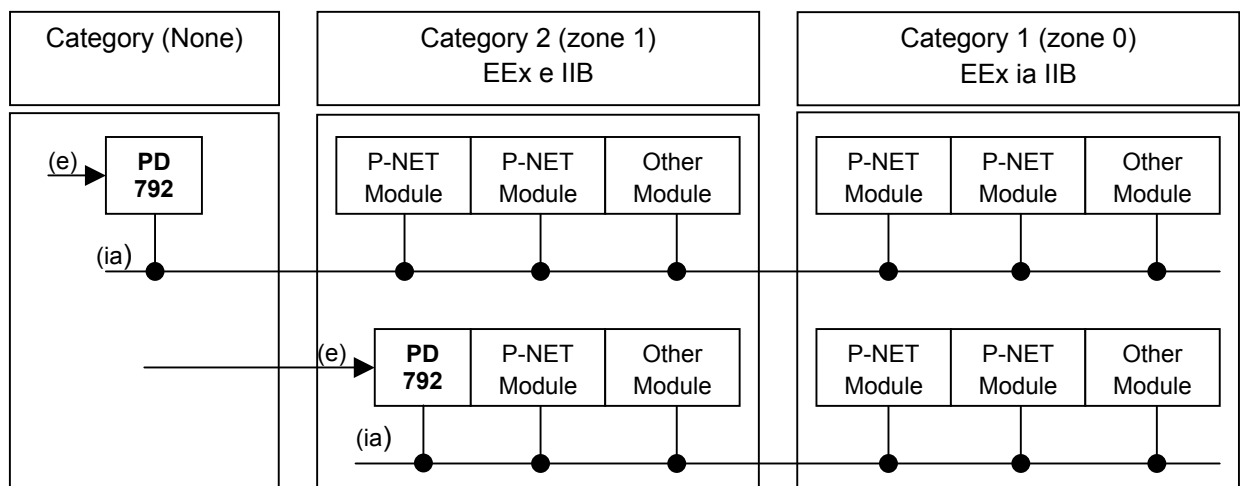 Category (None)
Category 2 (zone 1)
EEx e IIB
Category 1 (zone 0)
EEx ia IIB
(e)
PD
792
P-NET
Module
P-NET
Module
Other
Module
P-NET
Module
P-NET
Module
Other
Module
(ia)
(e)
PD
792
P-NET
Module
Other
Module
P-NET
Module
P-NET
Module
Other
Module
(ia)